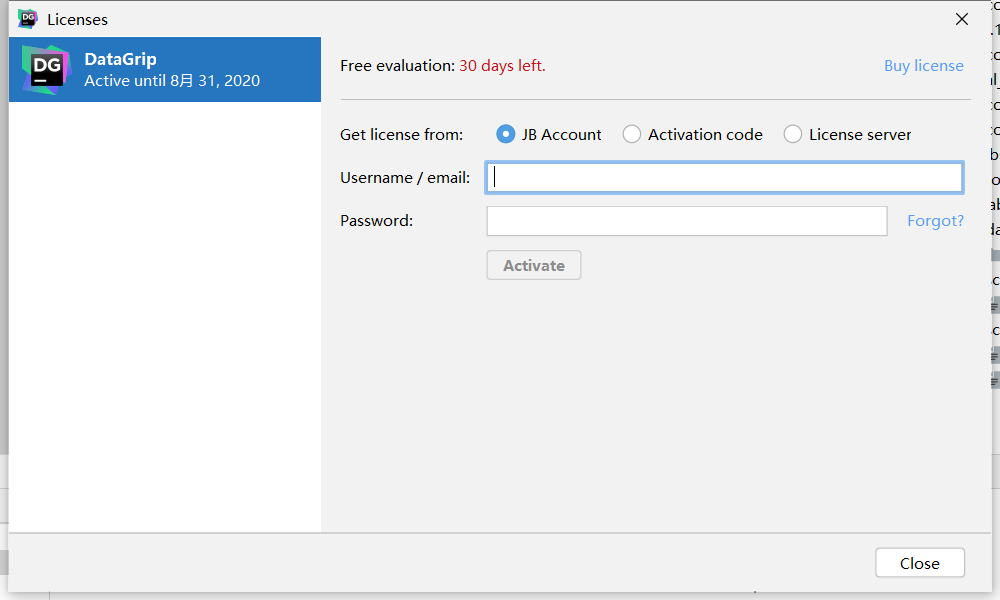 DG Licenses
DG DataGrip
Active until 8月 31, 2020
Free evaluation: 30 days left. Buy license
Get license from: JB Account Activation code License server
Username / email:
Password: Forgot?
Activate
Close